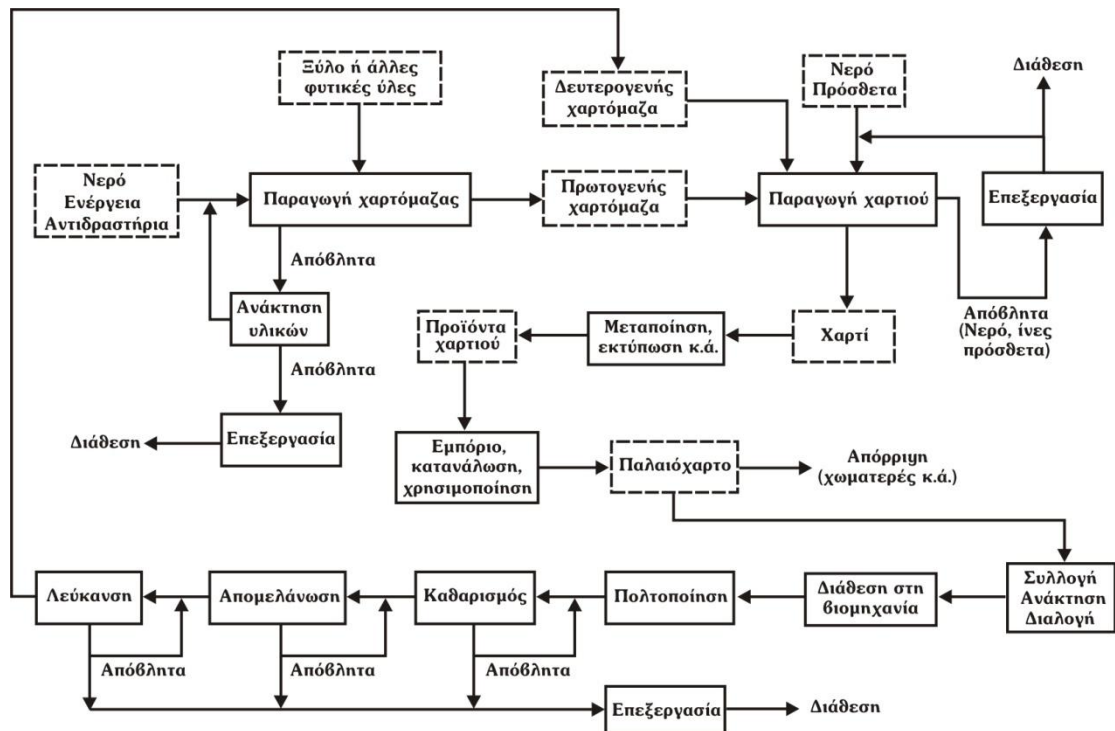 Ξύλο ή άλλες
φυτικές ύλες
Δευτερογενής
χαρτόμαζα
Νερό
Πρόσθετα
Διάθεση
Νερό
Ενέργεια
Αντιδραστήρια
Παραγωγή χαρτόμαζας
Πρωτογενής
χαρτόμαζα
Παραγωγή χαρτιού
Επεξεργασία
Απόβλητα
Ανάκτηση
υλικών
Προϊόντα
χαρτιού
Μεταποίηση,
εκτύπωση κ.ά.
Χαρτί
Απόβλητα
(Νερό, ίνες
πρόσθετα)
Απόβλητα
Διάθεση
Επεξεργασία
Εμπόριο,
κατανάλωση,
χρησιμοποίηση
Παλαιόχαρτο
Απόρριψη
(χωματερές κ.ά.)
Λεύκανση
Απομελάνωση
Καθαρισμός
Πολτοποίηση
Διάθεση στη
βιομηχανία
Συλλογή
Ανάκτηση
Διαλογή
Απόβλητα
Απόβλητα
Απόβλητα
Επεξεργασία
Διάθεση